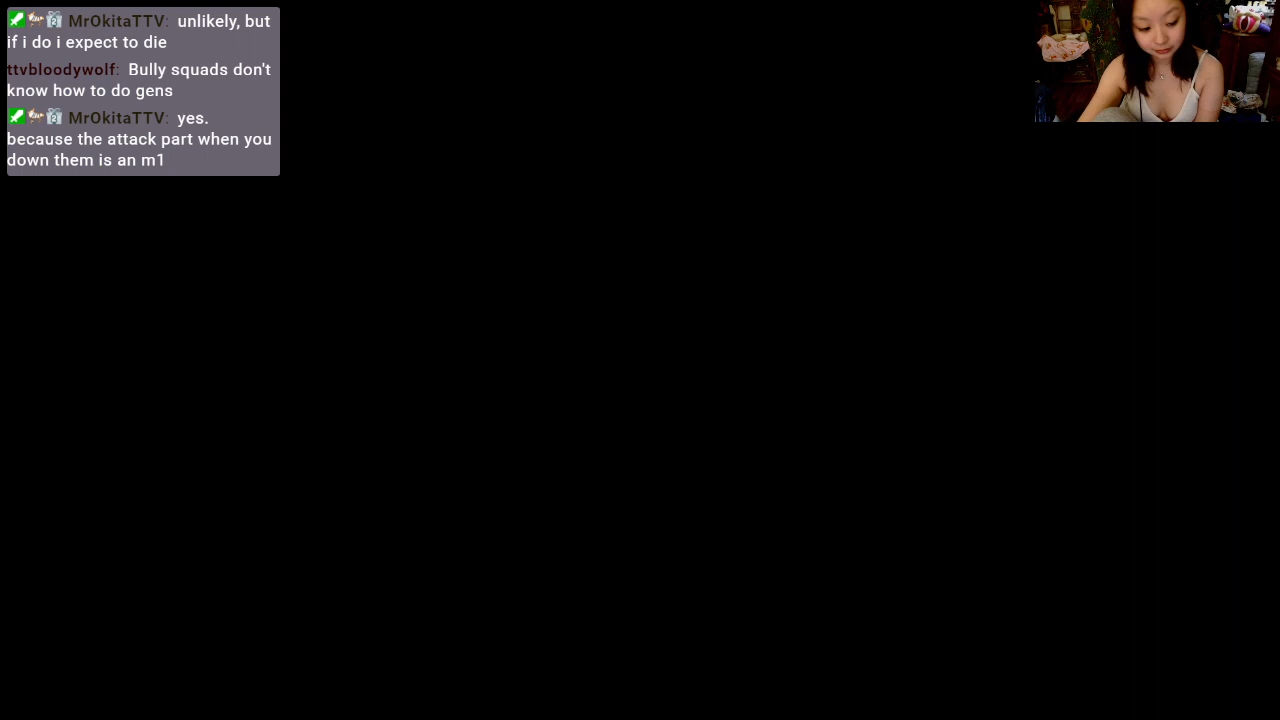 MrOkitaTTV: unlikely, but
if i do i expect to die
ttvbloodywolf: Bully squads don't
know how to do gens
MrOkitaTTV: yes.
because the attack part when you
down them is an m1